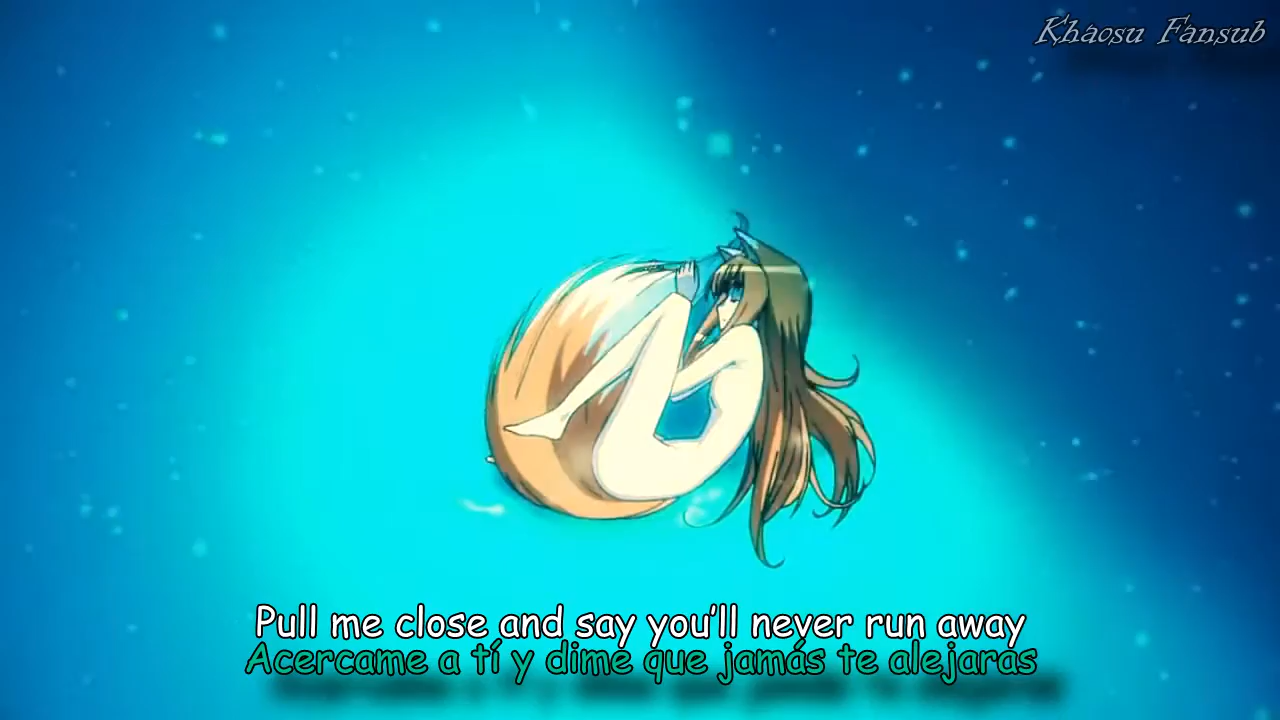 Khaosu Fansub
Pull me close and say you'll never run away
Acercame a tí y dime que jamás te alejaras